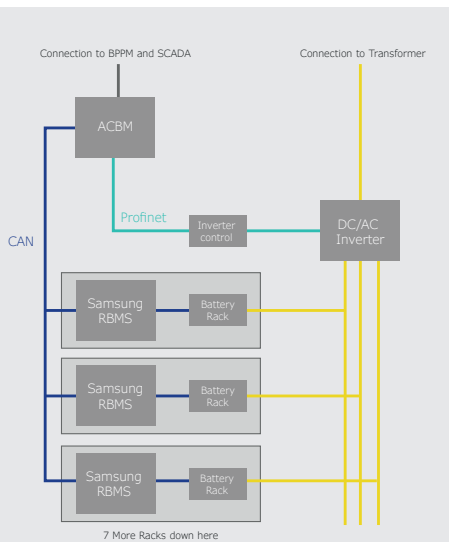 Connection to BPPM and SCADA
Connection to Transformer
ACBM
Profinet
Inverter
control
DC/AC
Inverter
CAN
Samsung
RBMS
Battery
Rack
Samsung
RBMS
Battery
Rack
Samsung
RBMS
Battery
Rack
7 More Racks down here